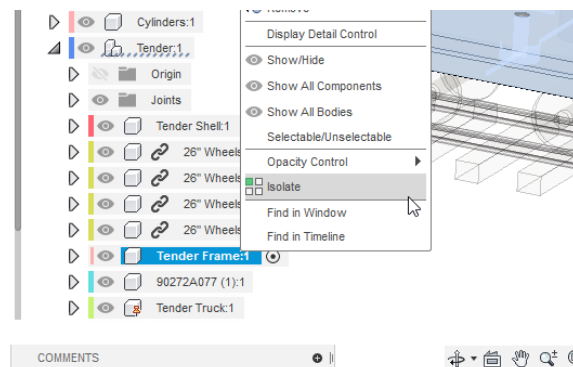 Cylinders:1
Tender:1
Origin
Joints
Tender Shell:1
26" Wheels
26" Wheels
26" Wheels
26" Wheels
Tender Frame:1
90272A077 (1):1
Tender Truck:1
Display Detail Control
Show/Hide
Show All Components
Show All Bodies
Selectable/Unselectable
Opacity Control
Isolate
Find in Window
Find in Timeline
COMMENTS